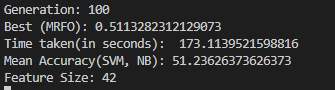 Generation: 100
Best (MRFO): 0.5113282312129073
Time taken(in seconds):  173.1139521598816
Mean Accuracy(SVM, NB): 51.23626373626373
Feature Size: 42